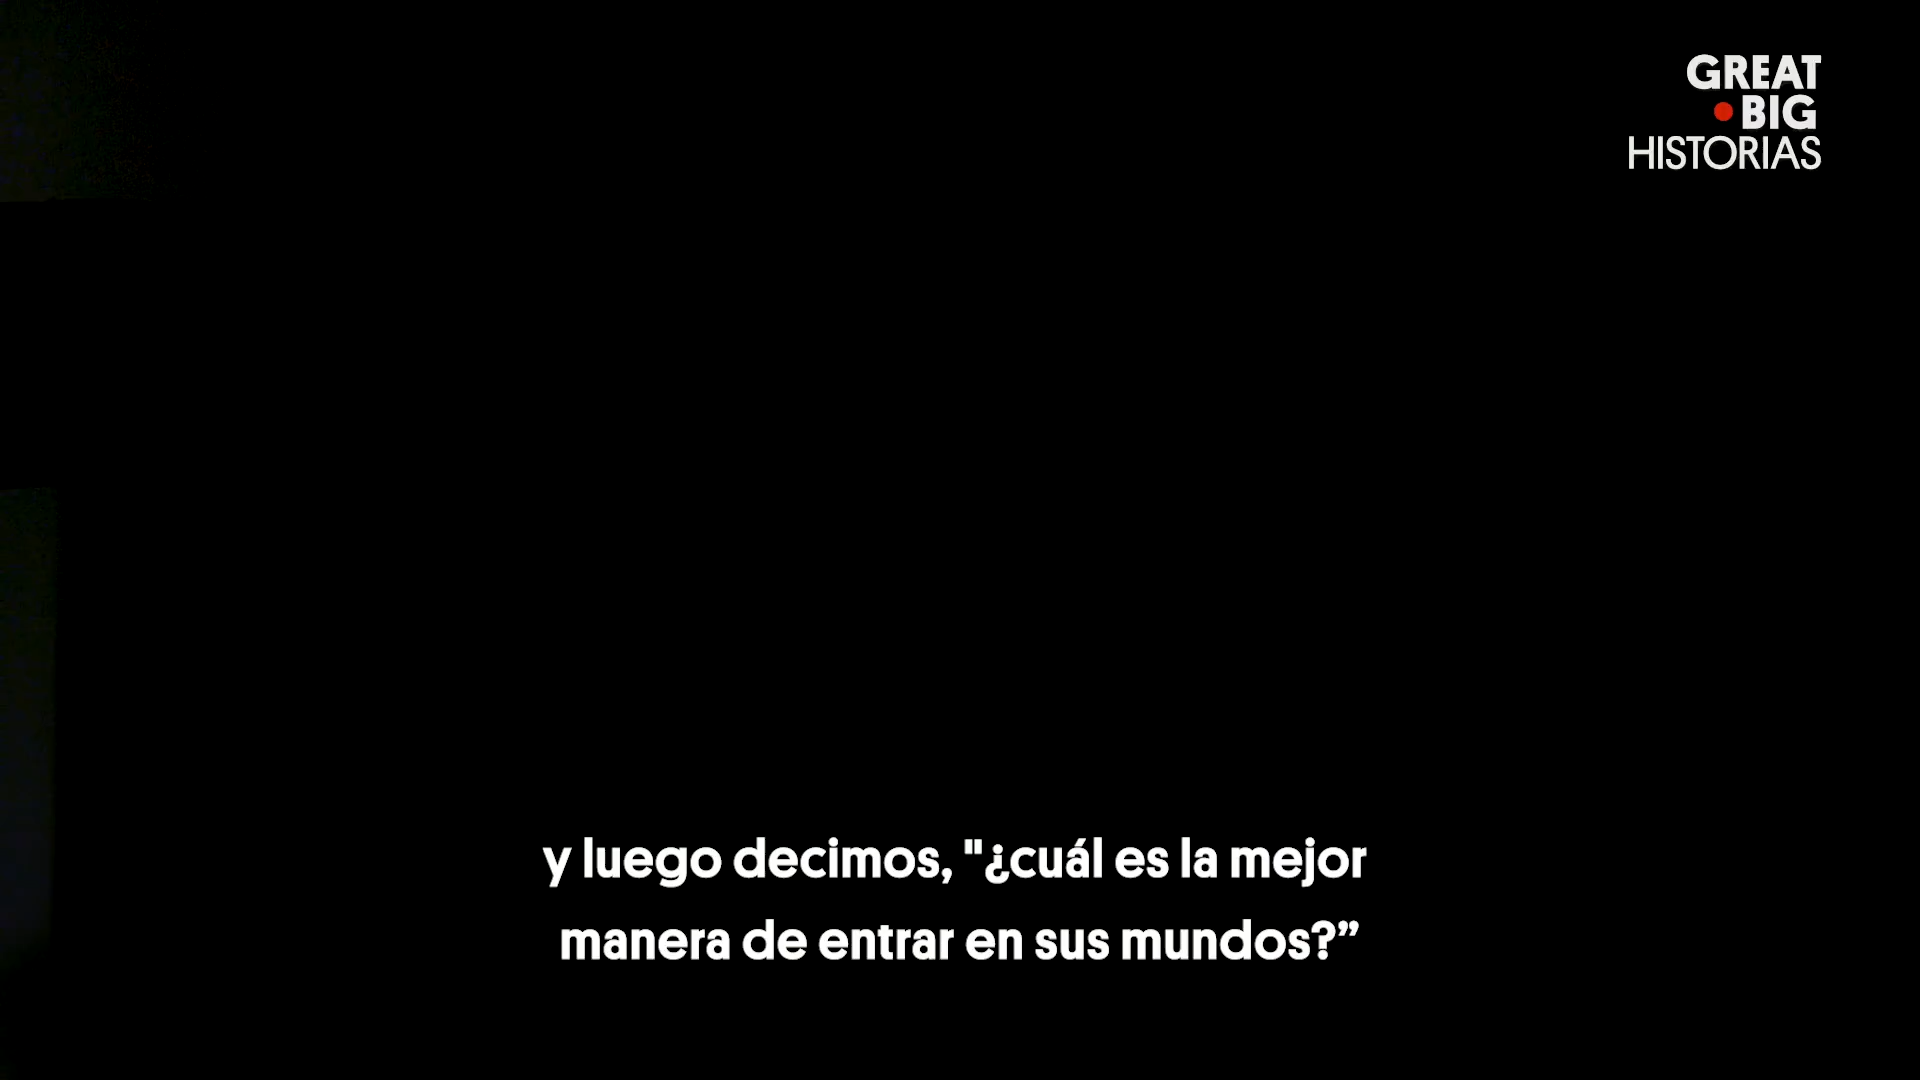 GREAT
BIG
HISTORIAS
y luego decimos, "¿cuál es la mejor
manera de entrar en sus mundos?”